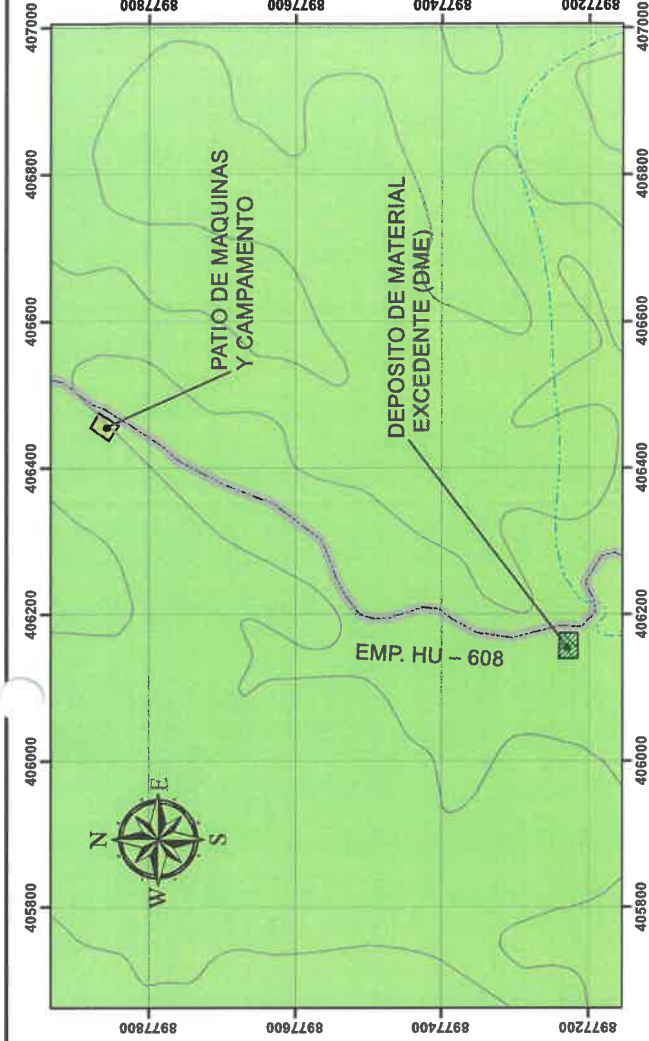 405800
406000
406200
406400
406600
406800
407000
8977800
8977600
8977400
8977200
N
W
E
S
PATIO DE MAQUINAS
Y CAMPAMENTO
DEPOSITO DE MATERIAL
EXCEDENTE (DME)
EMP. HU – 608
8977800
8977600
8977400
8977200
405800
406000
406200
406400
406600
406800
407000